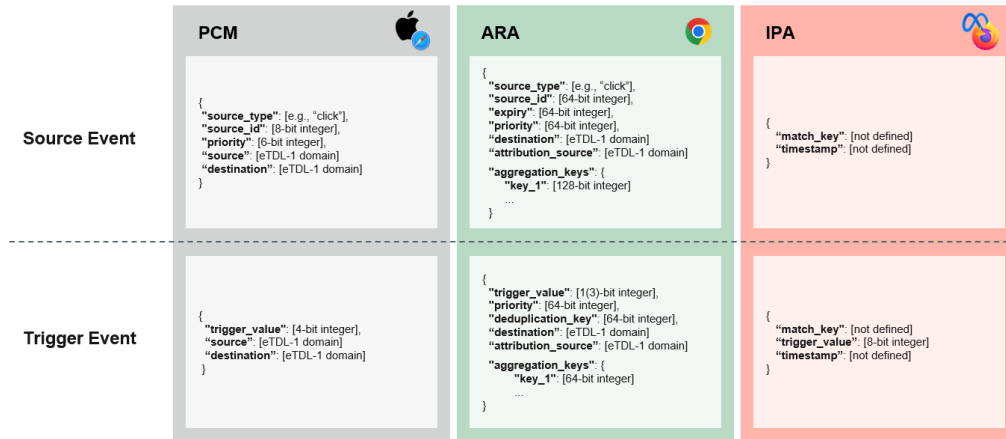 PCM
ARA
IPA
Source Event
{
"source_type": [e.g., “click”],
"source_id": [8-bit integer],
"priority": [6-bit integer],
“source”: [eTDL-1 domain]
“destination”: [eTDL-1 domain]
}
{
"source_type": [e.g., “click”],
"source_id": [64-bit integer],
"expiry": [64-bit integer],
"priority": [64-bit integer],
“destination”: [eTDL-1 domain]
“attribution_source”: [eTDL-1 domain]
"aggregation_keys": {
"key_1": [128-bit integer]
...
}
{
“match_key”: [not defined]
“timestamp”: [not defined]
}
Trigger Event
{
"trigger_value": [4-bit integer],
“source”: [eTDL-1 domain]
“destination”: [eTDL-1 domain]
}
{
"trigger_value": [1(3)-bit integer],
"priority": [64-bit integer],
"deduplication_key": [64-bit integer],
“destination”: [eTDL-1 domain]
“attribution_source”: [eTDL-1 domain]
"aggregation_keys": {
"key_1": [64-bit integer]
...
}
{
“match_key”: [not defined]
“trigger_value”: [8-bit integer]
“timestamp”: [not defined]
}